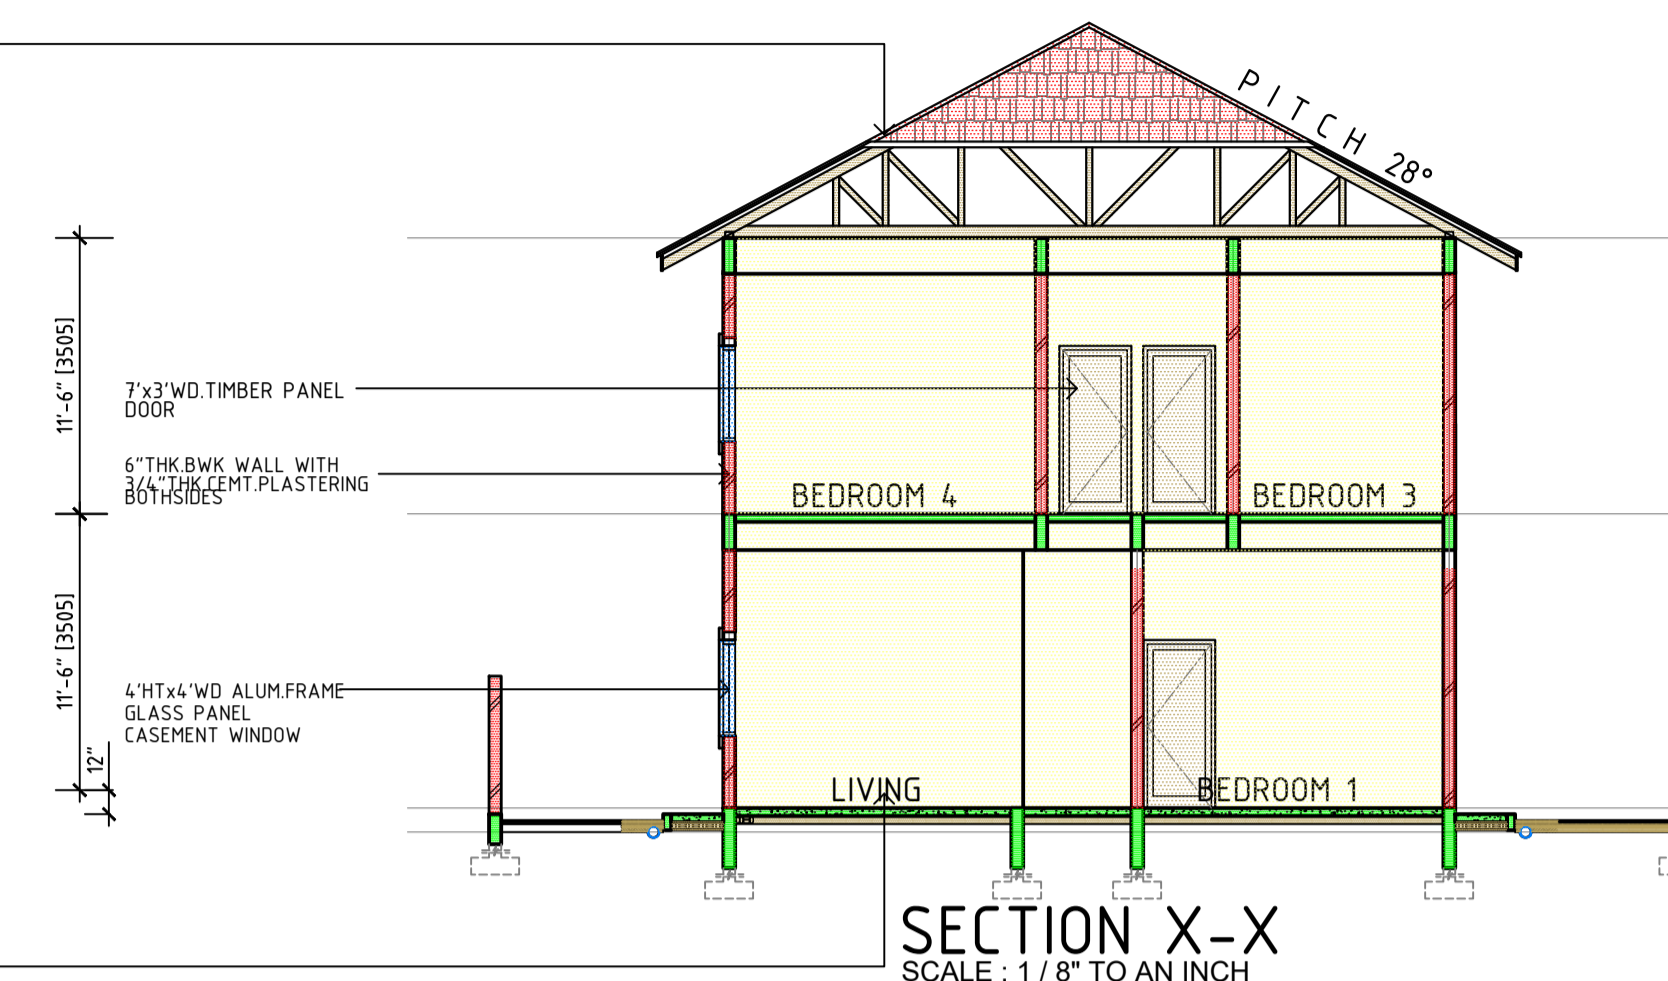 PITCH 28°
11'-6" [3505]
7'x3'WD.TIMBER PANEL
DOOR
6"THK.BWK WALL WITH
3/4"THK.CEMT.PLASTERING
BOTHSIDES
BEDROOM 4
BEDROOM 3
11'-6" [3505]
4'HTx4'WD ALUM.FRAME
GLASS PANEL
CASEMENT WINDOW
12"
LIVING
BEDROOM 1
SECTION X-X
SCALE : 1 / 8" TO AN INCH